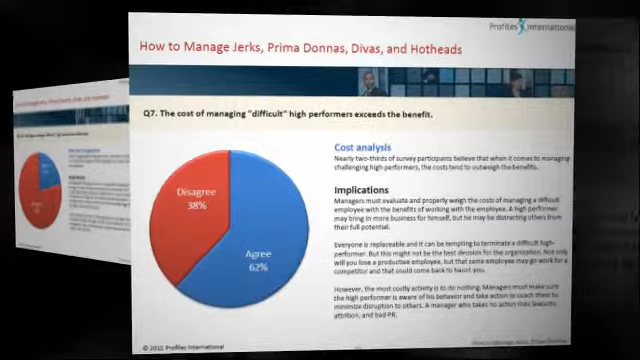 Profiles International
How to Manage Jerks, Prima Donnas, Divas, and Hotheads
Q7. The cost of managing "difficult" high performers exceeds the benefit.
Disagree
38%
Agree
62%
Cost analysis
Nearly two-thirds of survey participants believe that when it comes to managing
challenging high performers, the costs tend to outweigh the benefits.
Implications
Managers must evaluate and properly weigh the costs of managing a difficult
employee with the benefits of working with the employee. A high performer
may bring in more business for himself, but he may be distracting others from
their full potential.
Everyone is replaceable and it can be tempting to terminate a difficult high-
performer. But this might not be the best decision for the organization. Not only
will you lose a productive employee, but that same employee may go work for a
competitor and that could come back to haunt you.
However, the most costly activity is to do nothing. Managers must make sure
the high performer is aware of his behavior and take action to coach them to
minimize disruption to others. A manager who takes no action risks lawsuits,
attrition, and bad PR.
© 2011 Profiles International